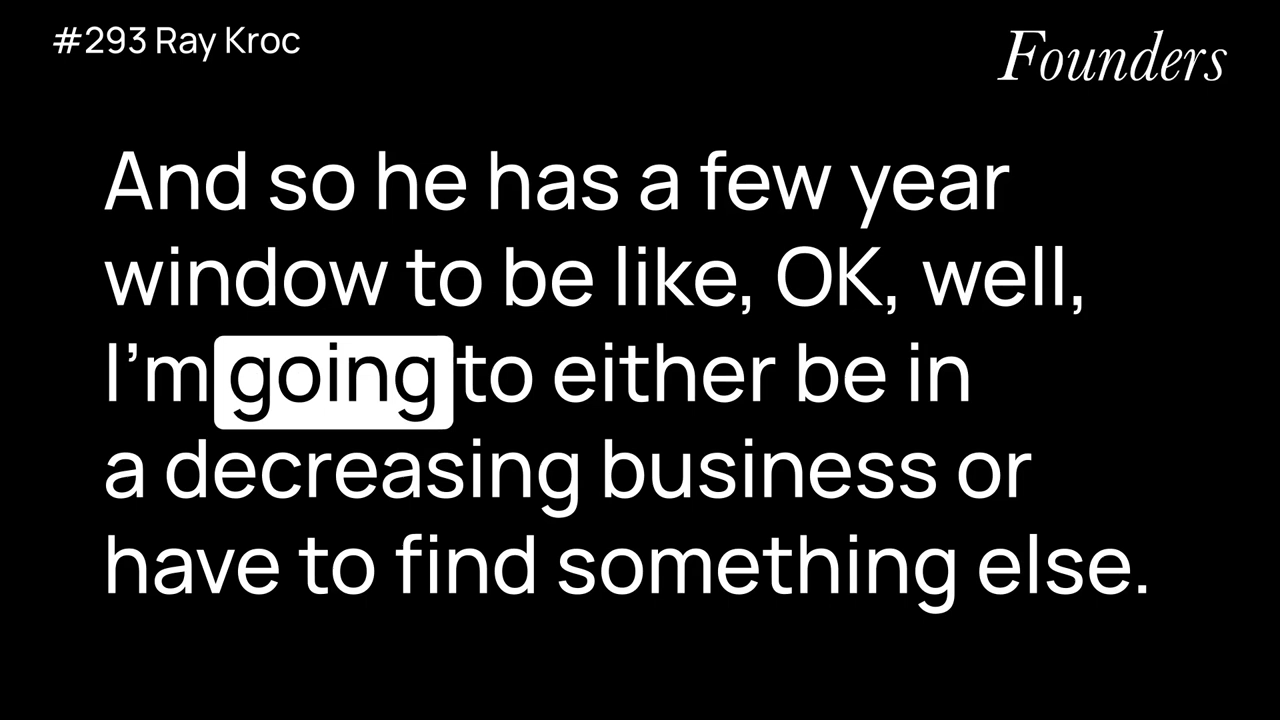 #293 Ray Kroc
Founders
And so he has a few year
window to be like, OK, well,
I’m going to either be in
a decreasing business or
have to find something else.